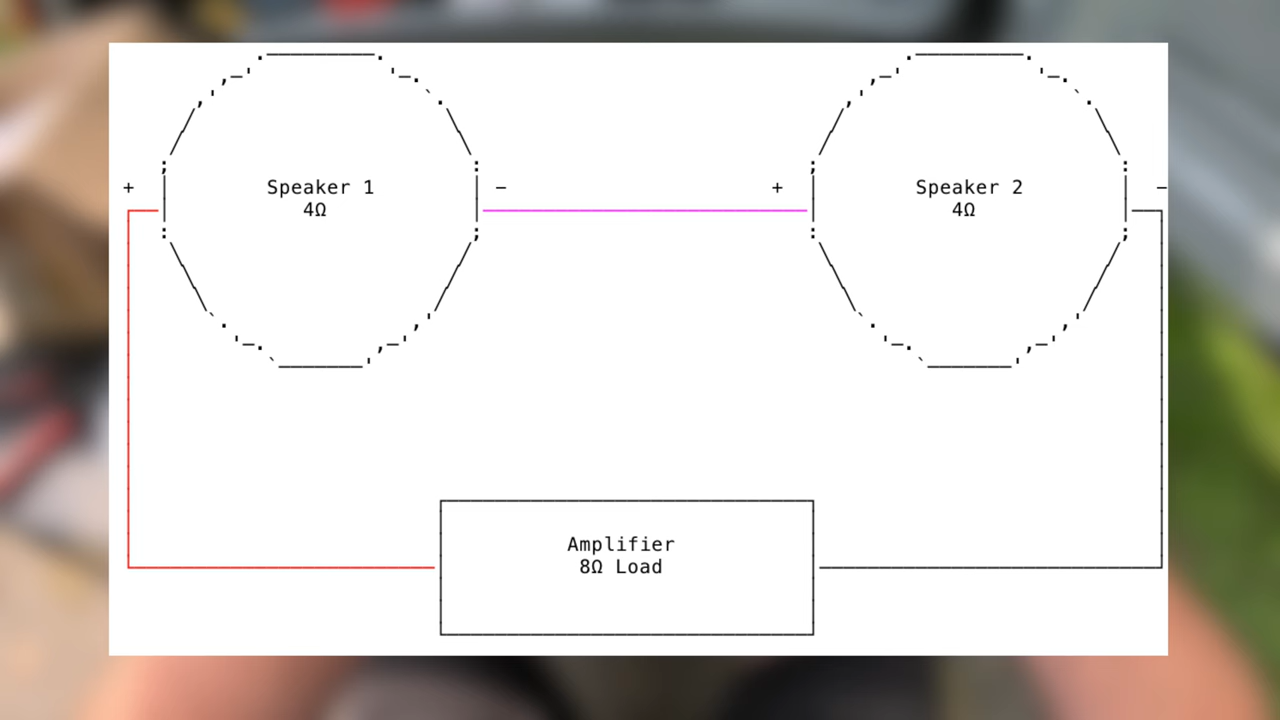 + Speaker 1 − + Speaker 2 −
4Ω 4Ω
Amplifier
8Ω Load